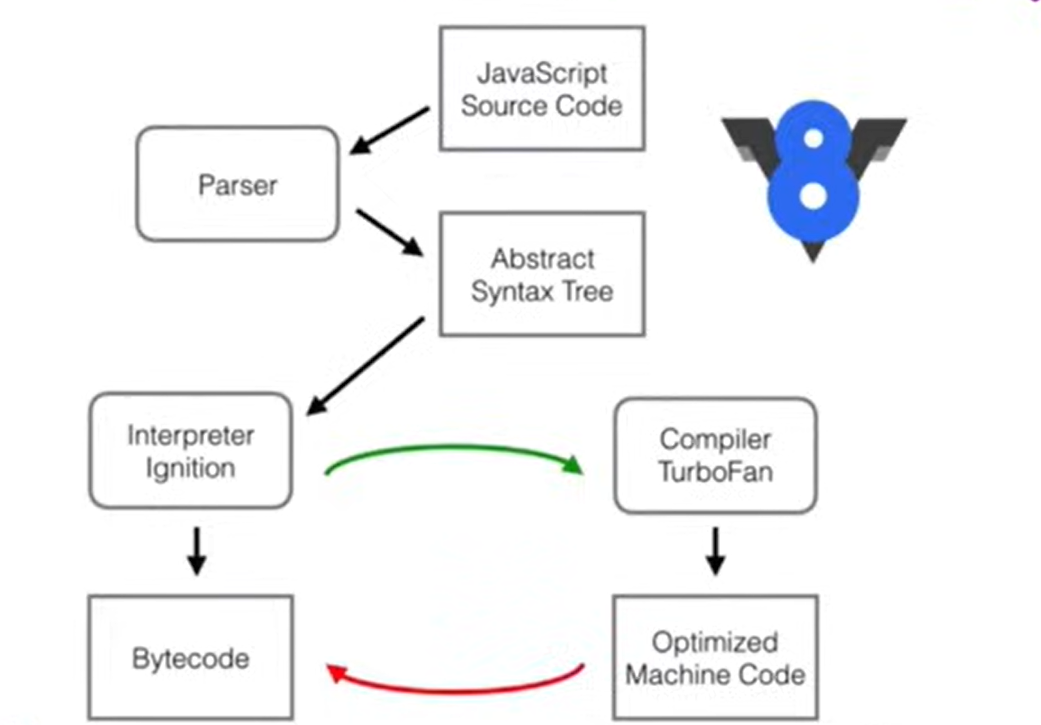 JavaScript
Source Code
Parser
Abstract
Syntax Tree
Interpreter
Ignition
Compiler
TurboFan
Bytecode
Optimized
Machine Code